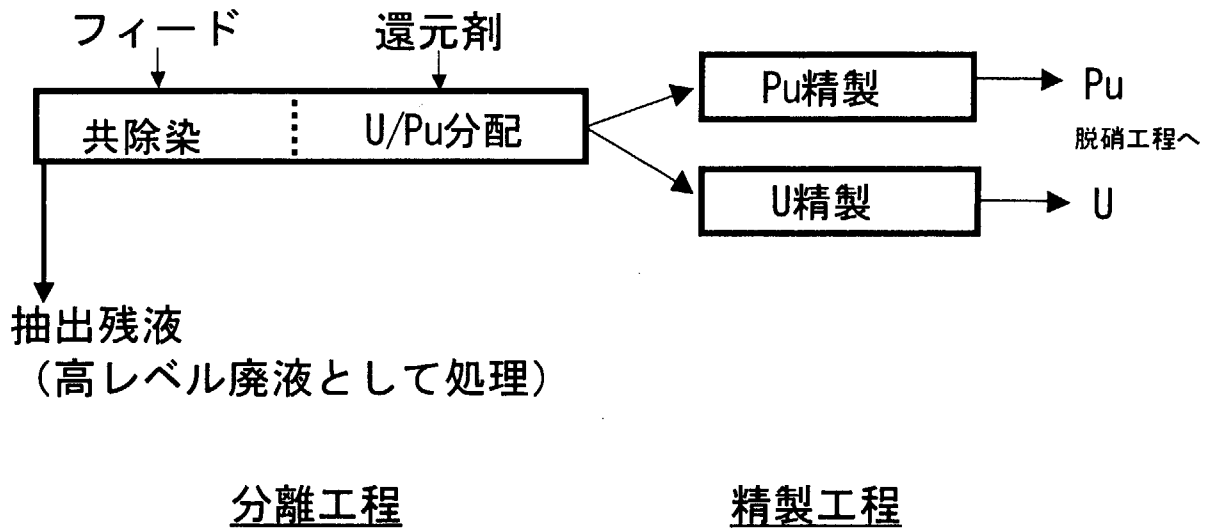 フィード
還元剤
共除染
U/Pu分配
Pu精製
Pu
脱硝工程へ
U精製
U
抽出残液
（高レベル廃液として処理）
分離工程
精製工程